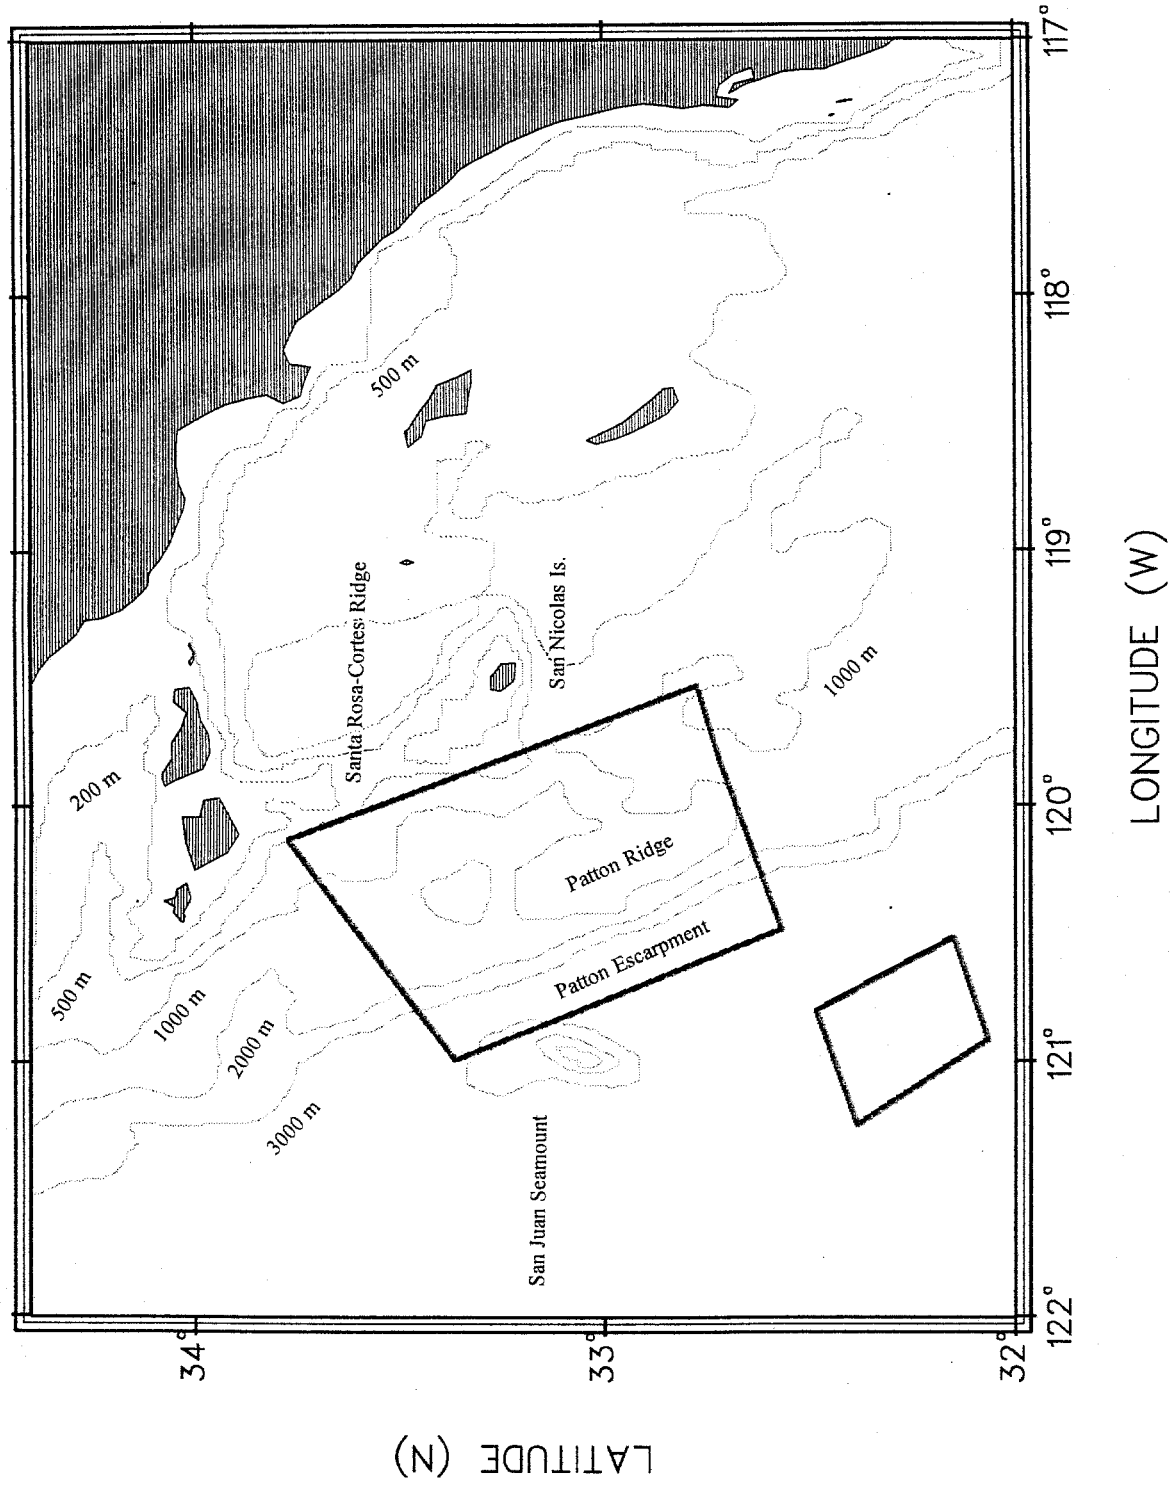 34°
33°
32°
LATITUDE (N)
122°
121°
120°
119°
118°
117°
LONGITUDE (W)
200 m
500 m
1000 m
2000 m
3000 m
Santa Rosa-Cortes Ridge
500 m
San Nicolas Is.
Patton Ridge
Patton Escarpment
San Juan Seamount
1000 m